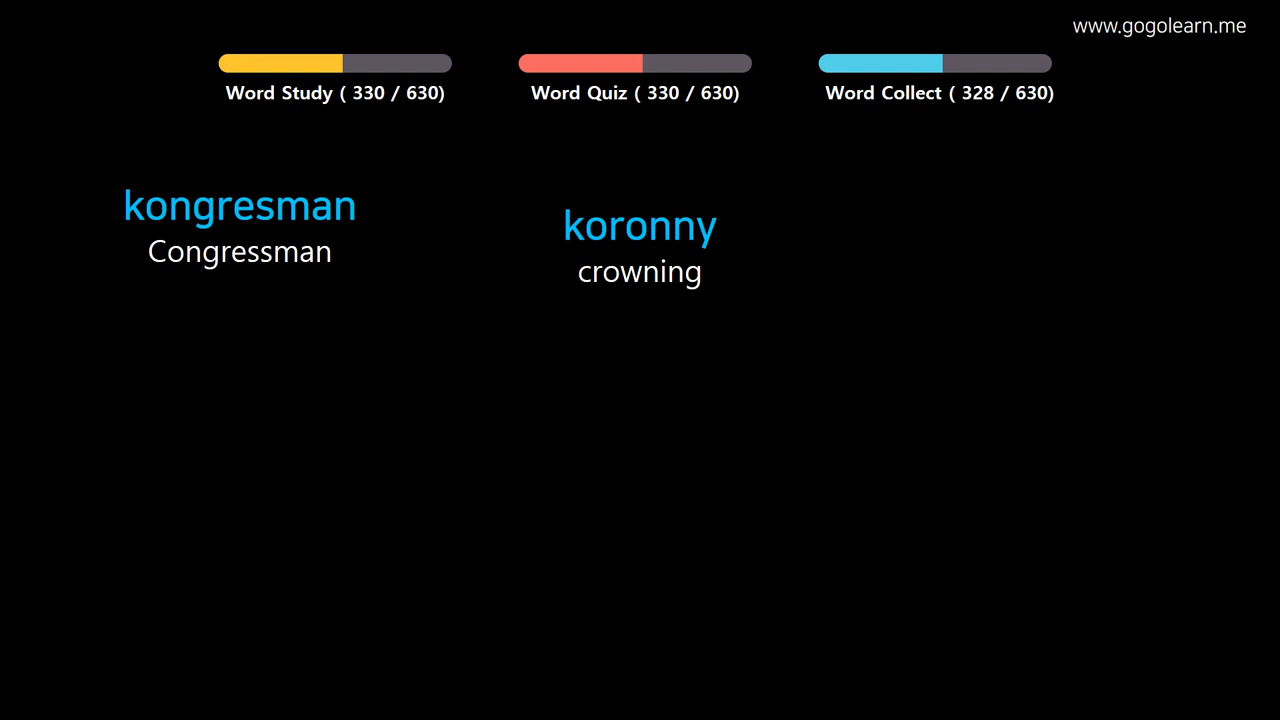 www.gogolearn.me
Word Study ( 330 / 630)
Word Quiz ( 330 / 630)
Word Collect ( 328 / 630)
kongresman
Congressman
koronny
crowning